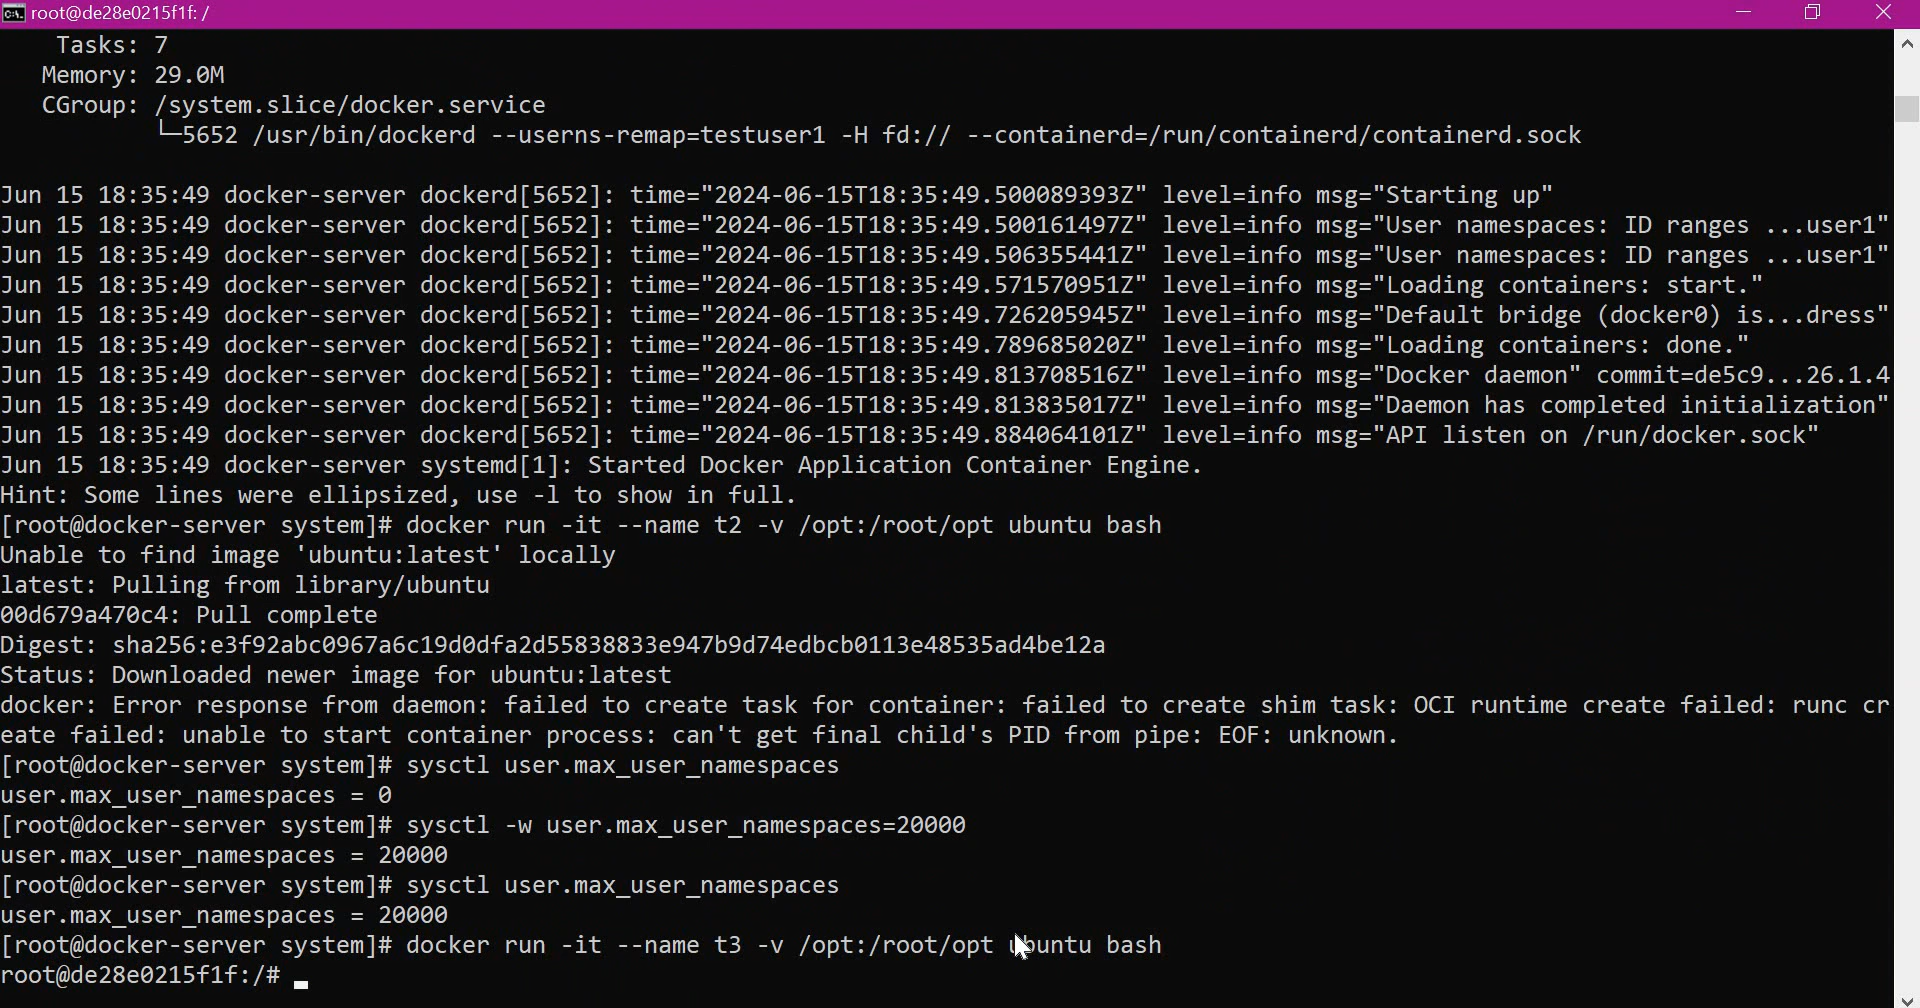 root@de28e0215f1f: /
Tasks: 7
Memory: 29.0M
CGroup: /system.slice/docker.service
└─5652 /usr/bin/dockerd --userns-remap=testuser1 -H fd:// --containerd=/run/containerd/containerd.sock
Jun 15 18:35:49 docker-server dockerd[5652]: time="2024-06-15T18:35:49.500089393Z" level=info msg="Starting up"
Jun 15 18:35:49 docker-server dockerd[5652]: time="2024-06-15T18:35:49.500161497Z" level=info msg="User namespaces: ID ranges ...user1"
Jun 15 18:35:49 docker-server dockerd[5652]: time="2024-06-15T18:35:49.506355441Z" level=info msg="User namespaces: ID ranges ...user1"
Jun 15 18:35:49 docker-server dockerd[5652]: time="2024-06-15T18:35:49.571570951Z" level=info msg="Loading containers: start."
Jun 15 18:35:49 docker-server dockerd[5652]: time="2024-06-15T18:35:49.726205945Z" level=info msg="Default bridge (docker0) is...dress"
Jun 15 18:35:49 docker-server dockerd[5652]: time="2024-06-15T18:35:49.789685020Z" level=info msg="Loading containers: done."
Jun 15 18:35:49 docker-server dockerd[5652]: time="2024-06-15T18:35:49.813708516Z" level=info msg="Docker daemon" commit=de5c9...26.1.4
Jun 15 18:35:49 docker-server dockerd[5652]: time="2024-06-15T18:35:49.813835017Z" level=info msg="Daemon has completed initialization"
Jun 15 18:35:49 docker-server dockerd[5652]: time="2024-06-15T18:35:49.884064101Z" level=info msg="API listen on /run/docker.sock"
Jun 15 18:35:49 docker-server systemd[1]: Started Docker Application Container Engine.
Hint: Some lines were ellipsized, use -l to show in full.
[root@docker-server system]# docker run -it --name t2 -v /opt:/root/opt ubuntu bash
Unable to find image 'ubuntu:latest' locally
latest: Pulling from library/ubuntu
00d679a470c4: Pull complete
Digest: sha256:e3f92abc0967a6c19d0dfa2d55838833e947b9d74edbcb0113e48535ad4be12a
Status: Downloaded newer image for ubuntu:latest
docker: Error response from daemon: failed to create task for container: failed to create shim task: OCI runtime create failed: runc cr
eate failed: unable to start container process: can't get final child's PID from pipe: EOF: unknown.
[root@docker-server system]# sysctl user.max_user_namespaces
user.max_user_namespaces = 0
[root@docker-server system]# sysctl -w user.max_user_namespaces=20000
user.max_user_namespaces = 20000
[root@docker-server system]# sysctl user.max_user_namespaces
user.max_user_namespaces = 20000
[root@docker-server system]# docker run -it --name t3 -v /opt:/root/opt ubuntu bash
root@de28e0215f1f:/#